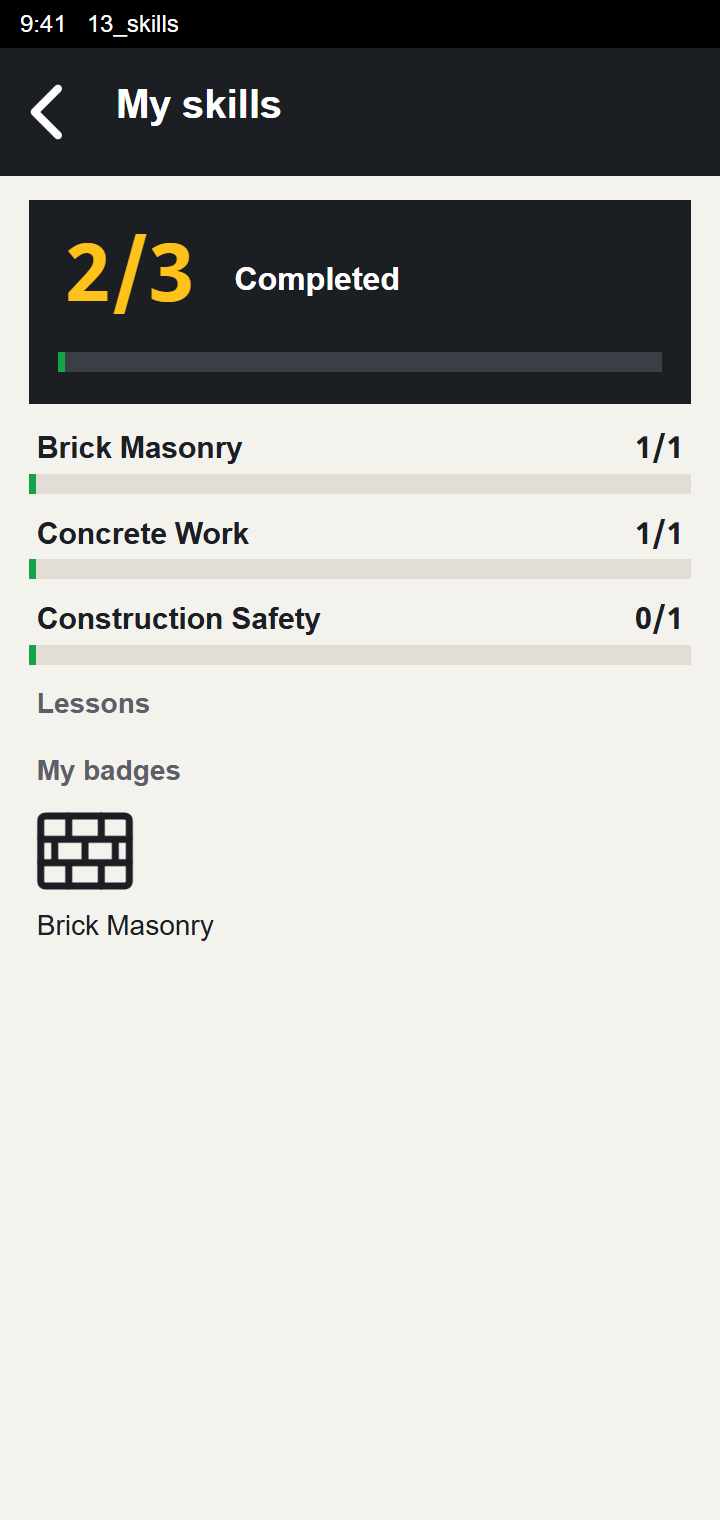 9:41 13_skills
My skills
2/3 Completed
Brick Masonry 1/1
Concrete Work 1/1
Construction Safety 0/1
Lessons
My badges
Brick Masonry